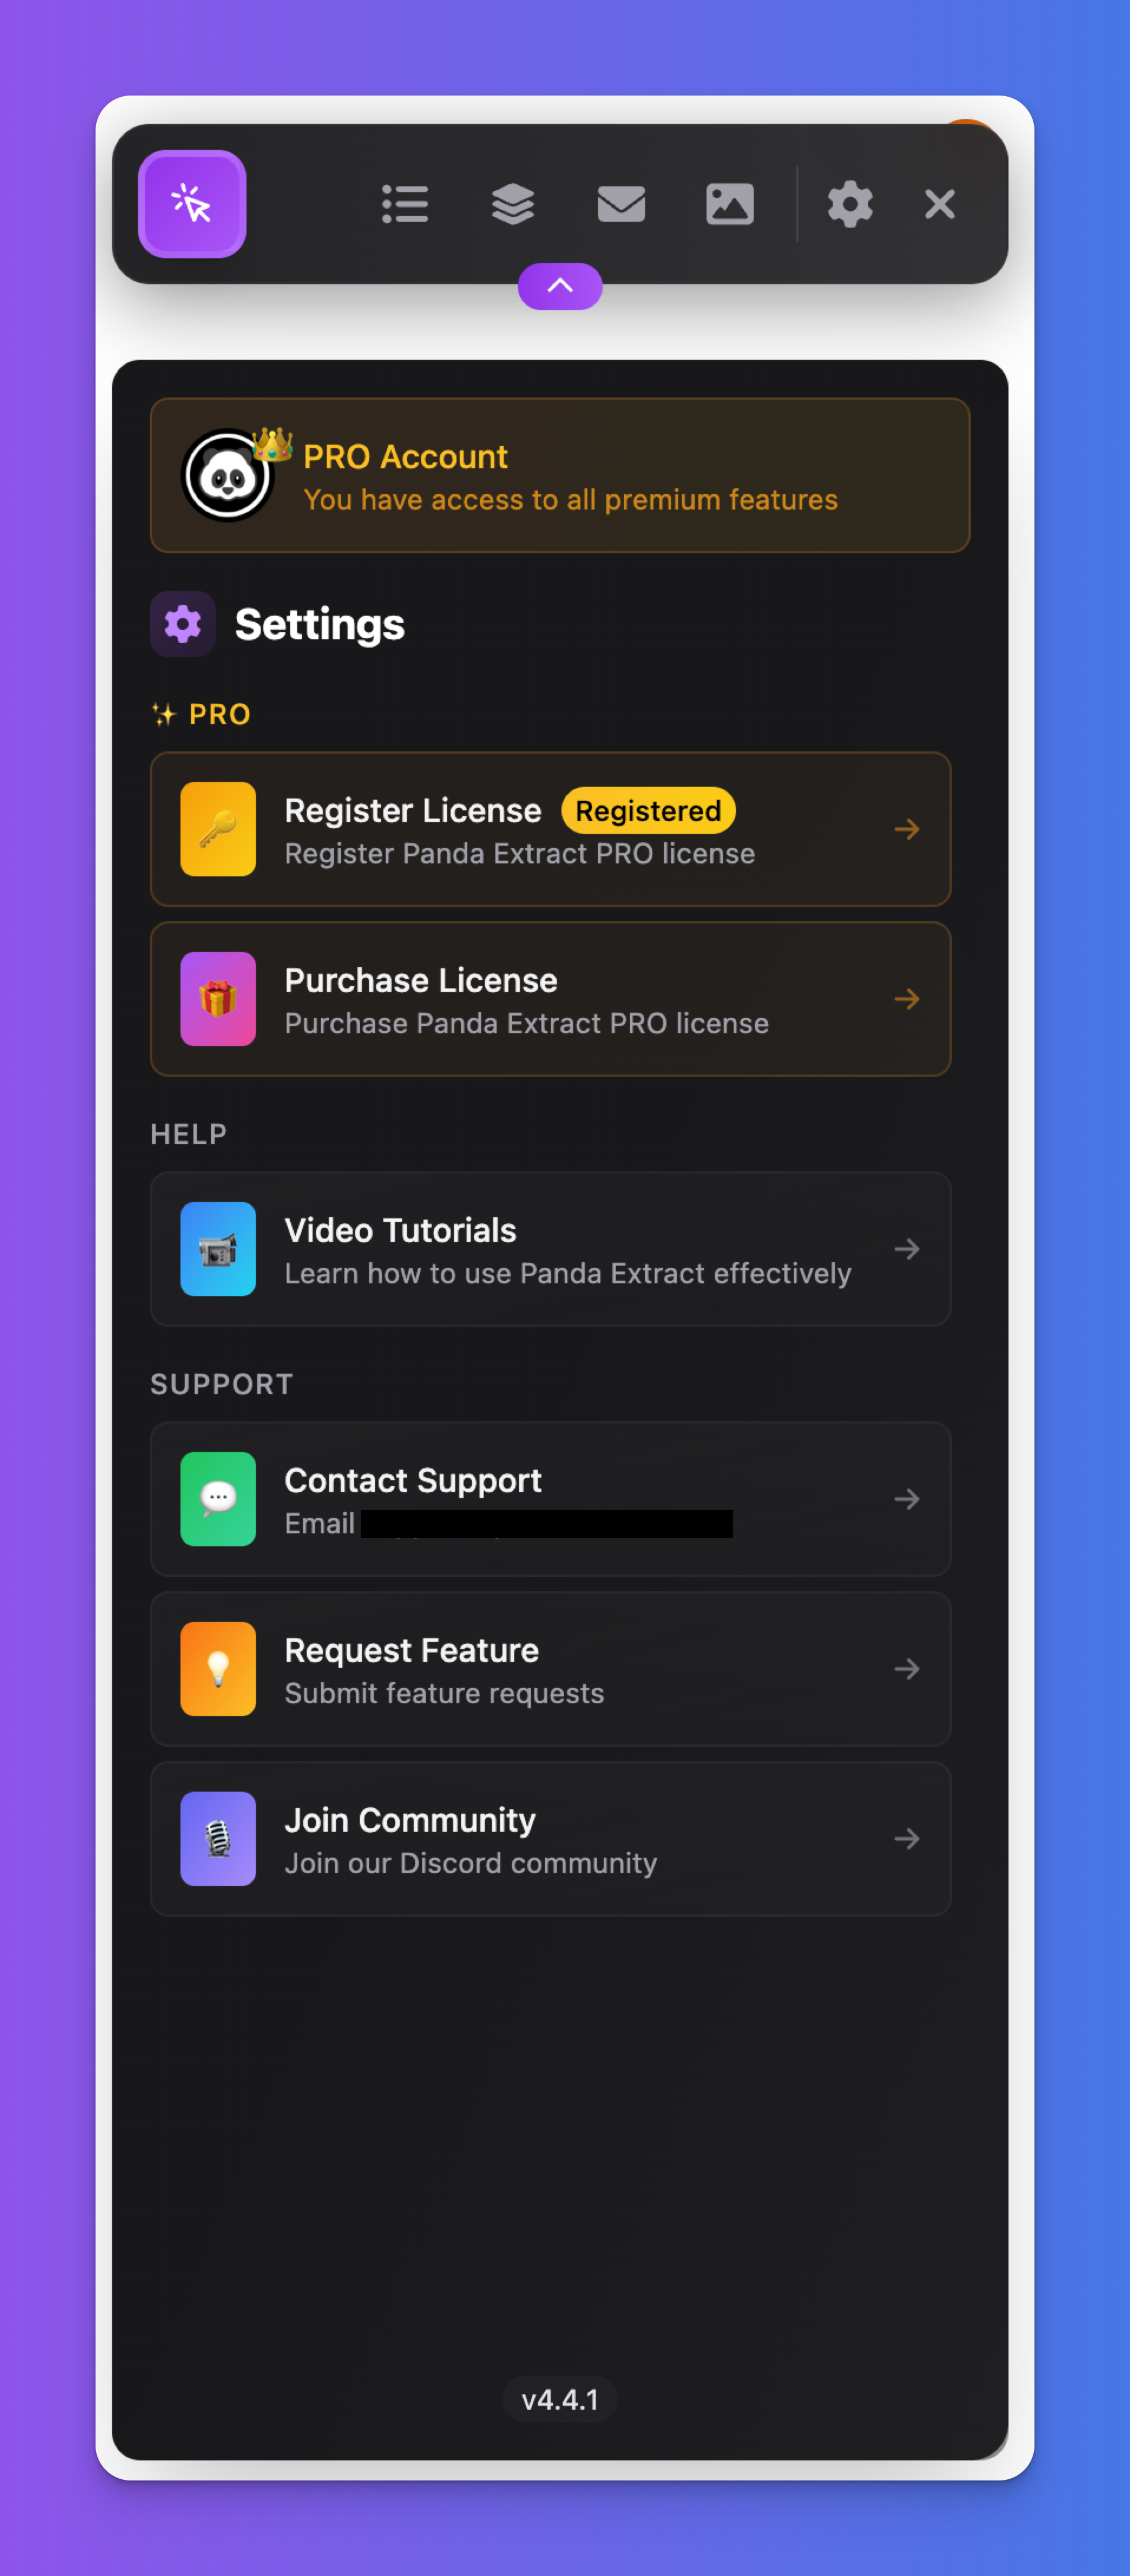 PRO Account
You have access to all premium features
Settings
PRO
Register License Registered
Register Panda Extract PRO license
Purchase License
Purchase Panda Extract PRO license
HELP
Video Tutorials
Learn how to use Panda Extract effectively
SUPPORT
Contact Support
Email
Request Feature
Submit feature requests
Join Community
Join our Discord community
v4.4.1